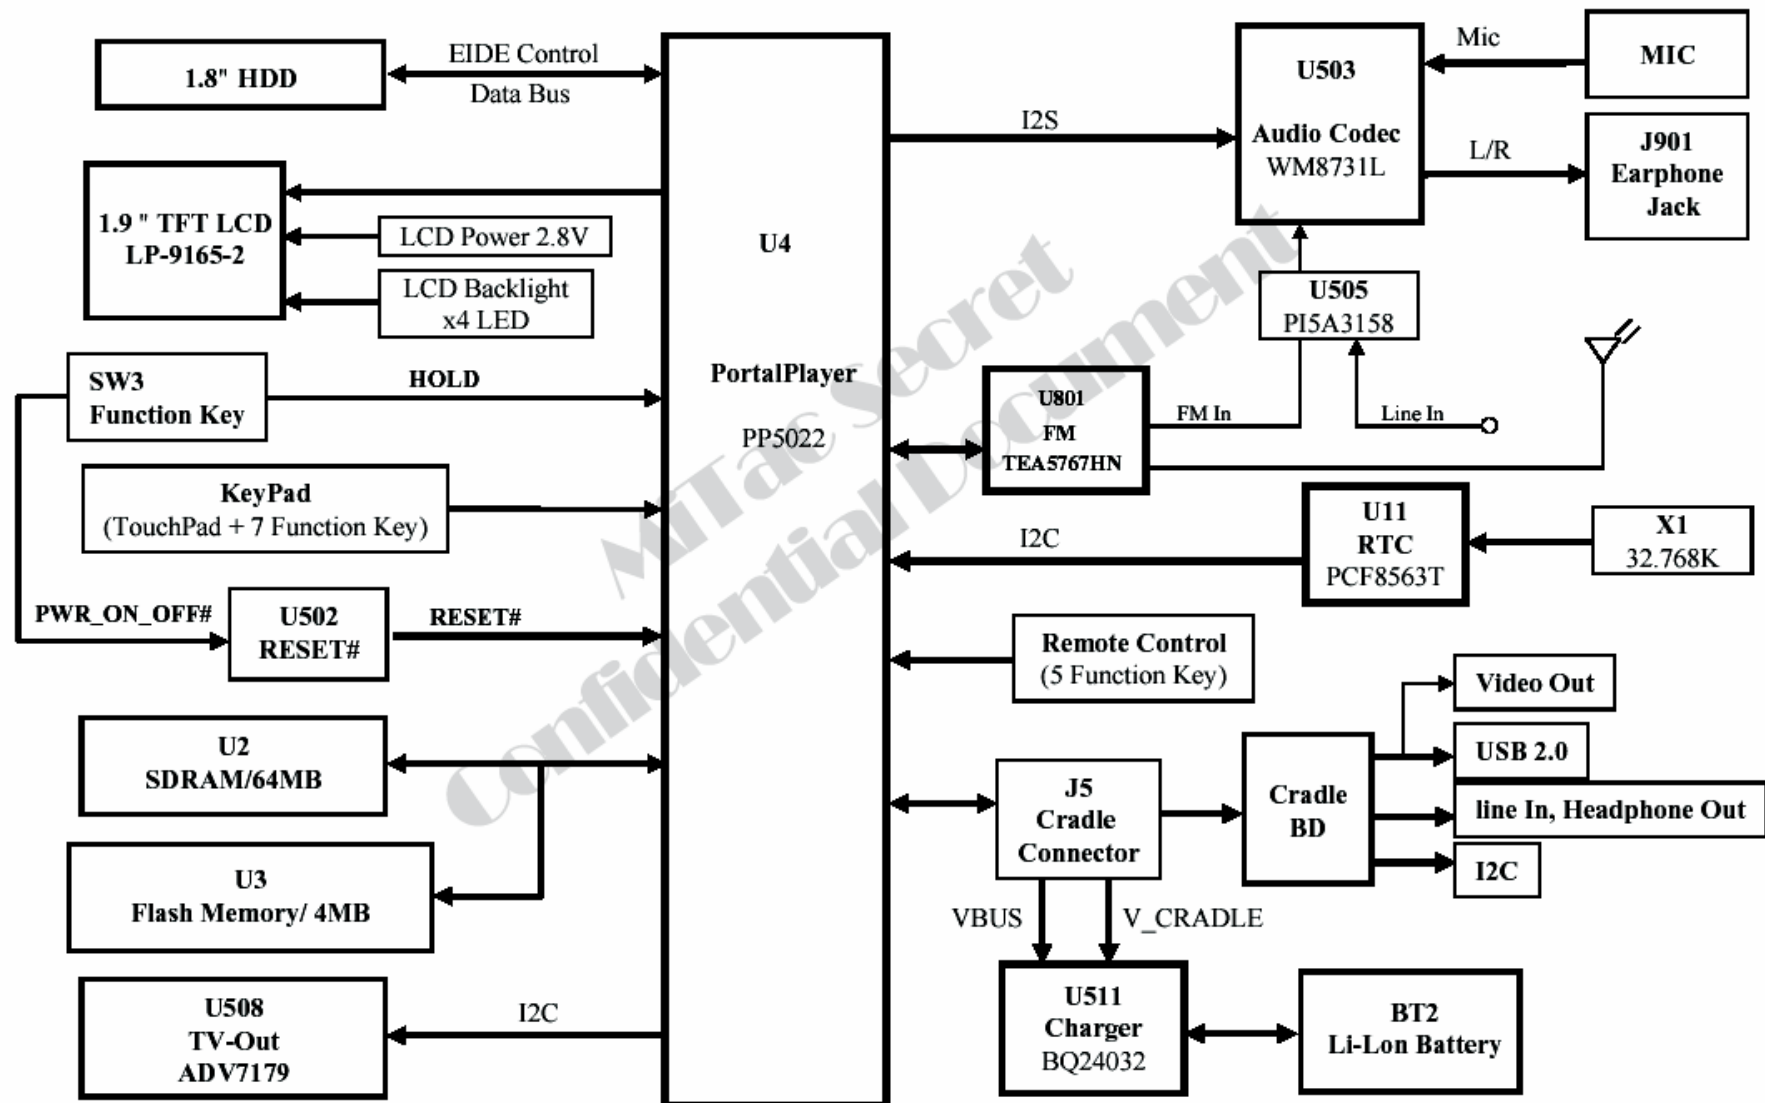 1.8" HDD
EIDE Control
Data Bus
1.9 " TFT LCD
LP-9165-2
LCD Power 2.8V
LCD Backlight
x4 LED
SW3
Function Key
HOLD
KeyPad
(TouchPad + 7 Function Key)
PWR_ON_OFF#
U502
RESET#
RESET#
U2
SDRAM/64MB
U3
Flash Memory/ 4MB
U508
TV-Out
ADV7179
I2C
U4
PortalPlayer
PP5022
I2S
U503
Audio Codec
WM8731L
Mic
MIC
L/R
J901
Earphone
Jack
U505
PI5A3158
U801
FM
TEA5767HN
FM In
Line In
I2C
U11
RTC
PCF8563T
X1
32.768K
Remote Control
(5 Function Key)
J5
Cradle
Connector
Cradle
BD
Video Out
USB 2.0
line In, Headphone Out
I2C
VBUS
V_CRADLE
U511
Charger
BQ24032
BT2
Li-Lon Battery
MiTac Secret
Confidential Document